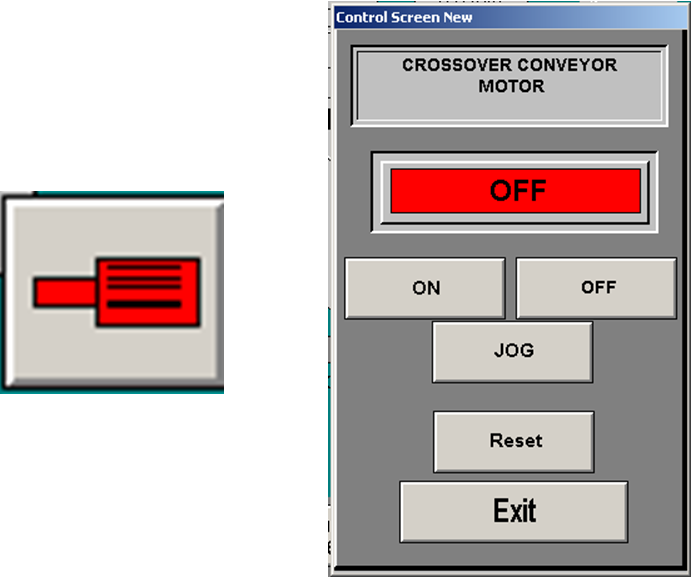 Control Screen New
CROSSOVER CONVEYOR
MOTOR
OFF
ON
OFF
JOG
Reset
Exit